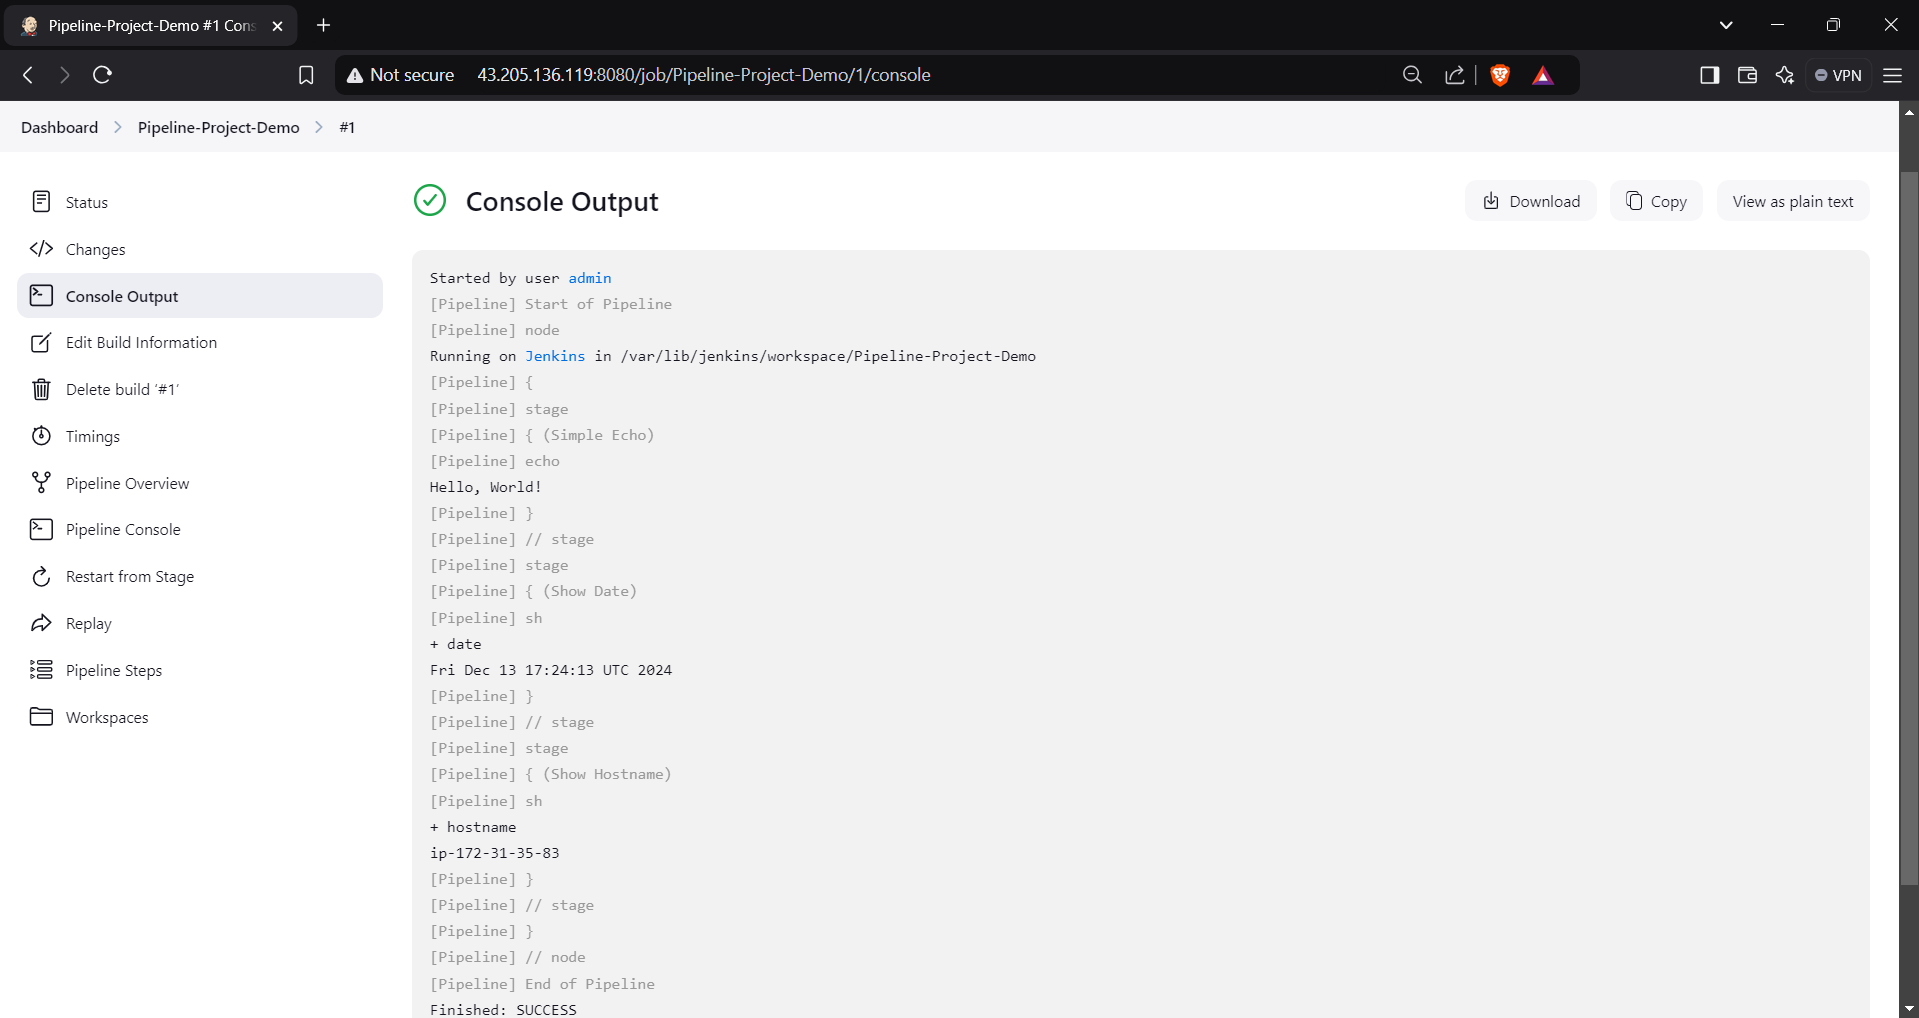 Pipeline-Project-Demo #1 Cons
Not secure 43.205.136.119:8080/job/Pipeline-Project-Demo/1/console
VPN
Dashboard > Pipeline-Project-Demo > #1
Status
Changes
Console Output
Edit Build Information
Delete build ‘#1’
Timings
Pipeline Overview
Pipeline Console
Restart from Stage
Replay
Pipeline Steps
Workspaces
Console Output
Download
Copy
View as plain text
Started by user admin
[Pipeline] Start of Pipeline
[Pipeline] node
Running on Jenkins in /var/lib/jenkins/workspace/Pipeline-Project-Demo
[Pipeline] {
[Pipeline] stage
[Pipeline] { (Simple Echo)
[Pipeline] echo
Hello, World!
[Pipeline] }
[Pipeline] // stage
[Pipeline] stage
[Pipeline] { (Show Date)
[Pipeline] sh
+ date
Fri Dec 13 17:24:13 UTC 2024
[Pipeline] }
[Pipeline] // stage
[Pipeline] stage
[Pipeline] { (Show Hostname)
[Pipeline] sh
+ hostname
ip-172-31-35-83
[Pipeline] }
[Pipeline] // stage
[Pipeline] }
[Pipeline] // node
[Pipeline] End of Pipeline
Finished: SUCCESS